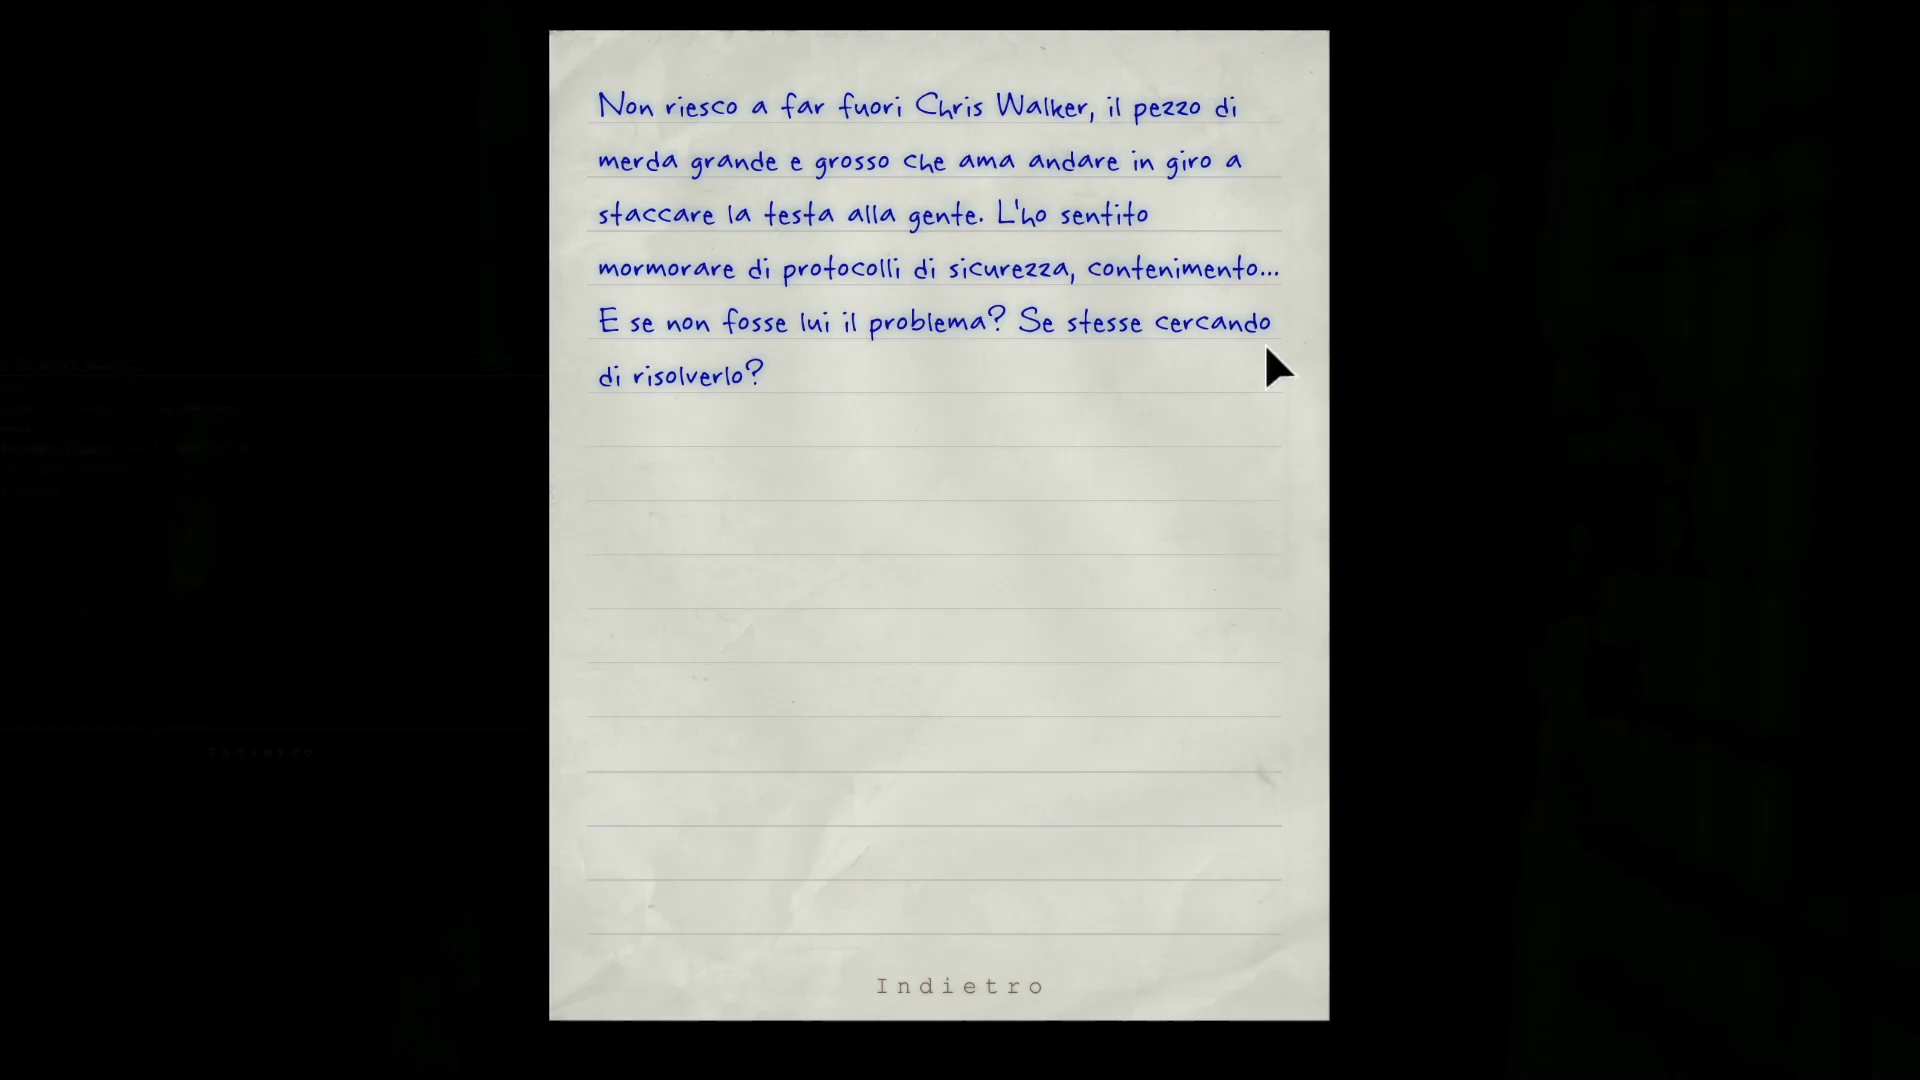 Non riesco a far fuori Chris Walker, il pezzo di
merda grande e grosso che ama andare in giro a
staccare la testa alla gente. L'ho sentito
mormorare di protocolli di sicurezza, contenimento...
E se non fosse lui il problema? Se stesse cercando
di risolverlo?
Indietro
Indietro